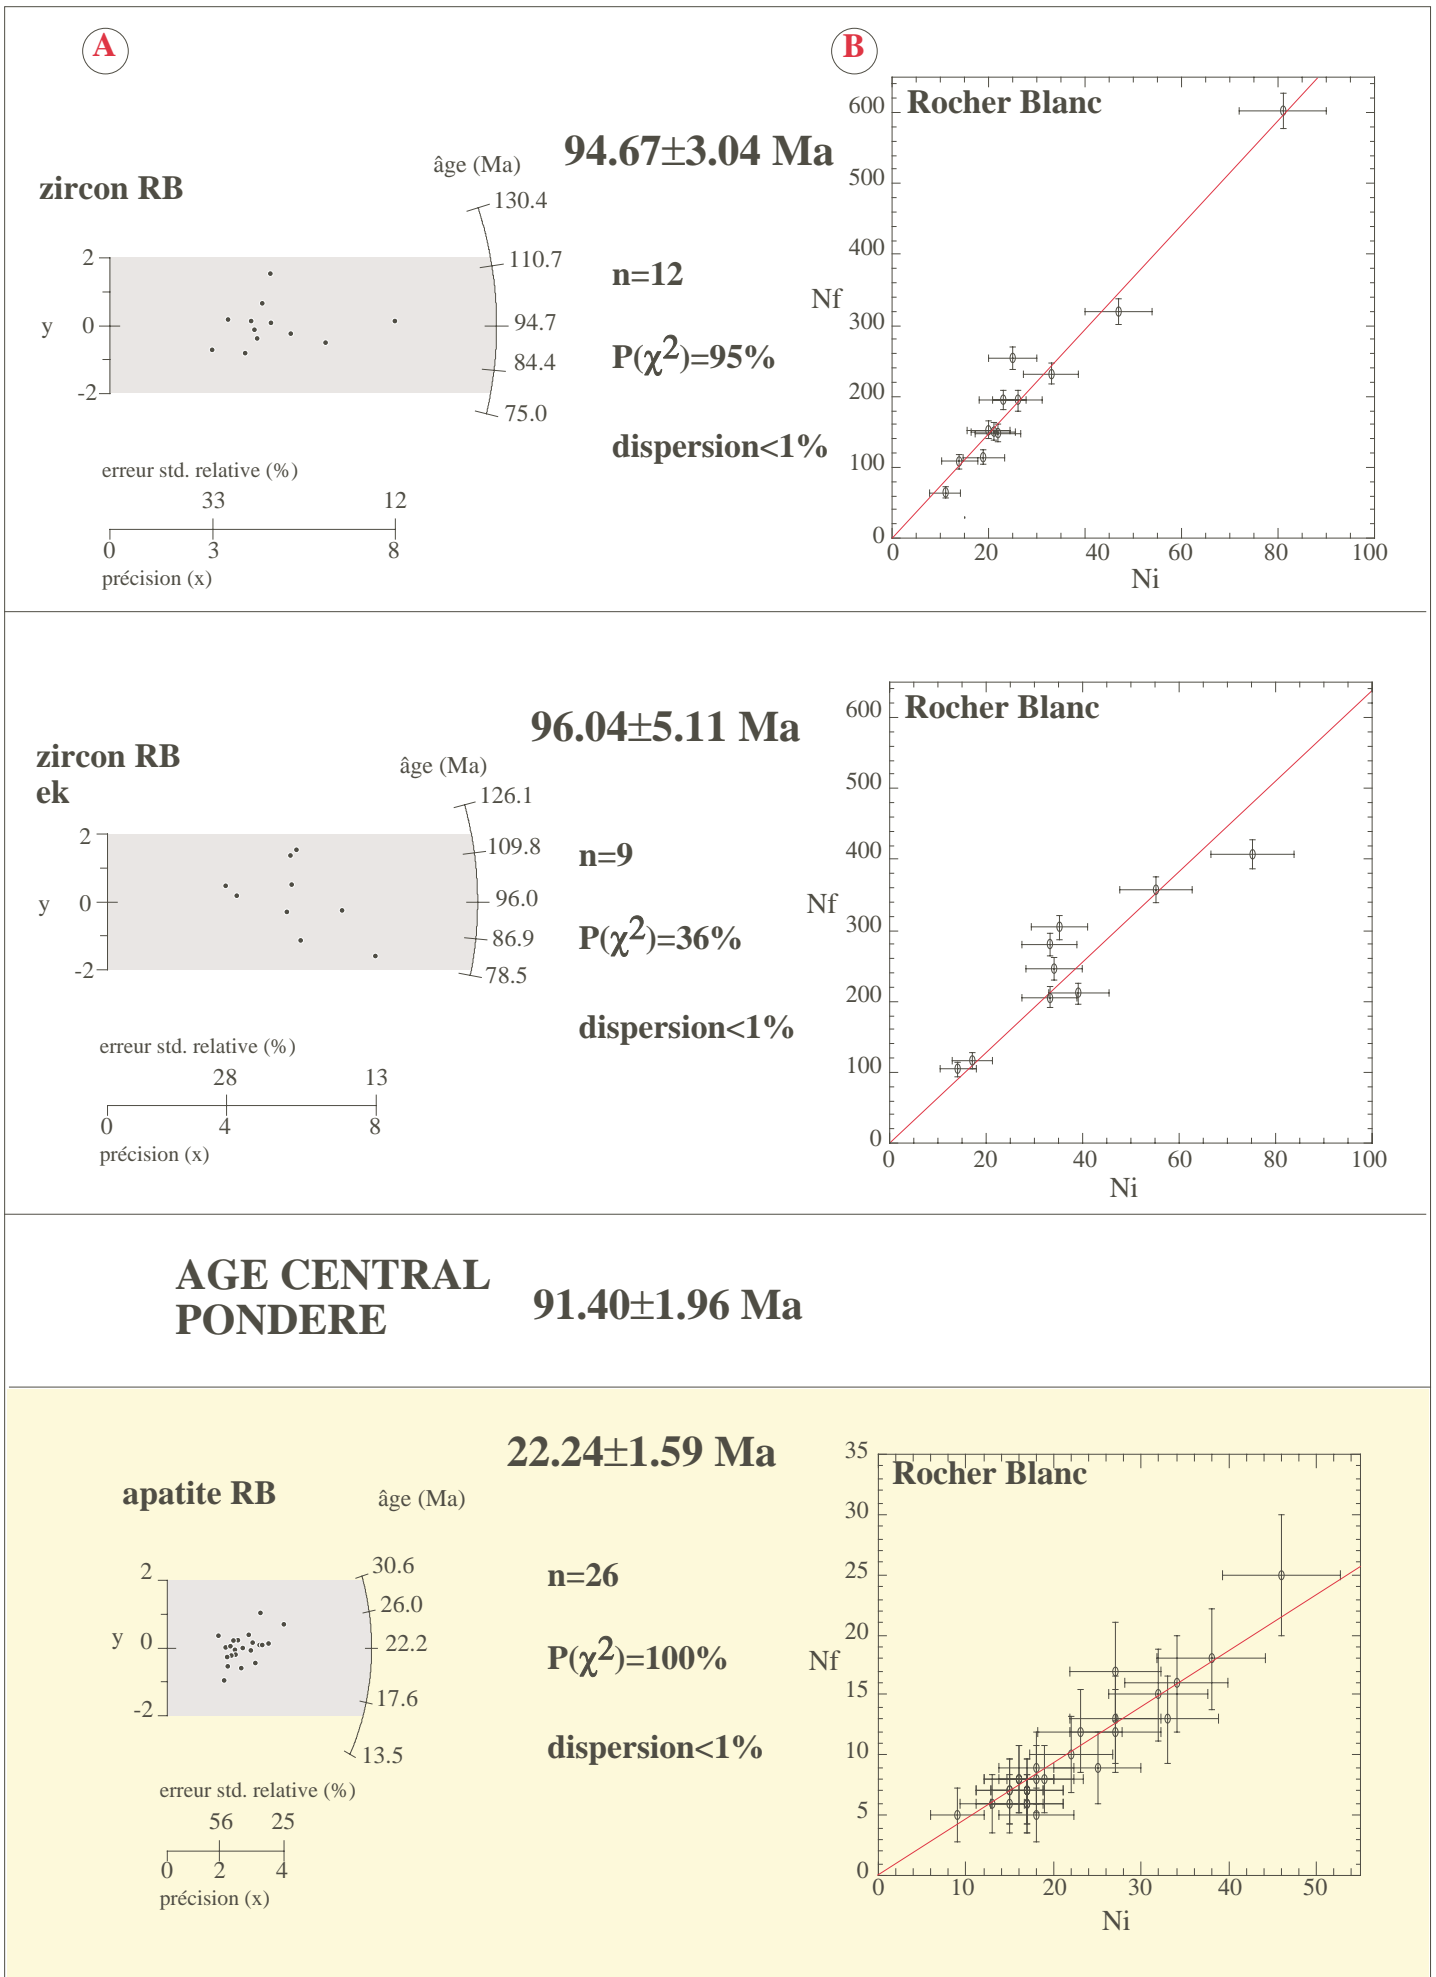 A
B
zircon RB
âge (Ma)
94.67±3.04 Ma
130.4
110.7
94.7
84.4
75.0
2
y 0
-2
n=12
P(χ2)=95%
dispersion<1%
erreur std. relative (%)
33 12
0 3 8
précision (x)
Rocher Blanc
600
500
400
Nf
300
200
100
0
0 20 40 60 80 100
Ni
zircon RB
ek
âge (Ma)
96.04±5.11 Ma
126.1
109.8
96.0
86.9
78.5
2
y 0
-2
n=9
P(χ2)=36%
dispersion<1%
erreur std. relative (%)
28 13
0 4 8
précision (x)
Rocher Blanc
600
500
400
Nf
300
200
100
0
0 20 40 60 80 100
Ni
AGE CENTRAL
PONDERE
91.40±1.96 Ma
22.24±1.59 Ma
apatite RB
âge (Ma)
30.6
26.0
22.2
17.6
13.5
2
y 0
-2
n=26
P(χ2)=100%
dispersion<1%
erreur std. relative (%)
56 25
0 2 4
précision (x)
Rocher Blanc
35
30
25
20
Nf
15
10
5
0
0 10 20 30 40 50
Ni